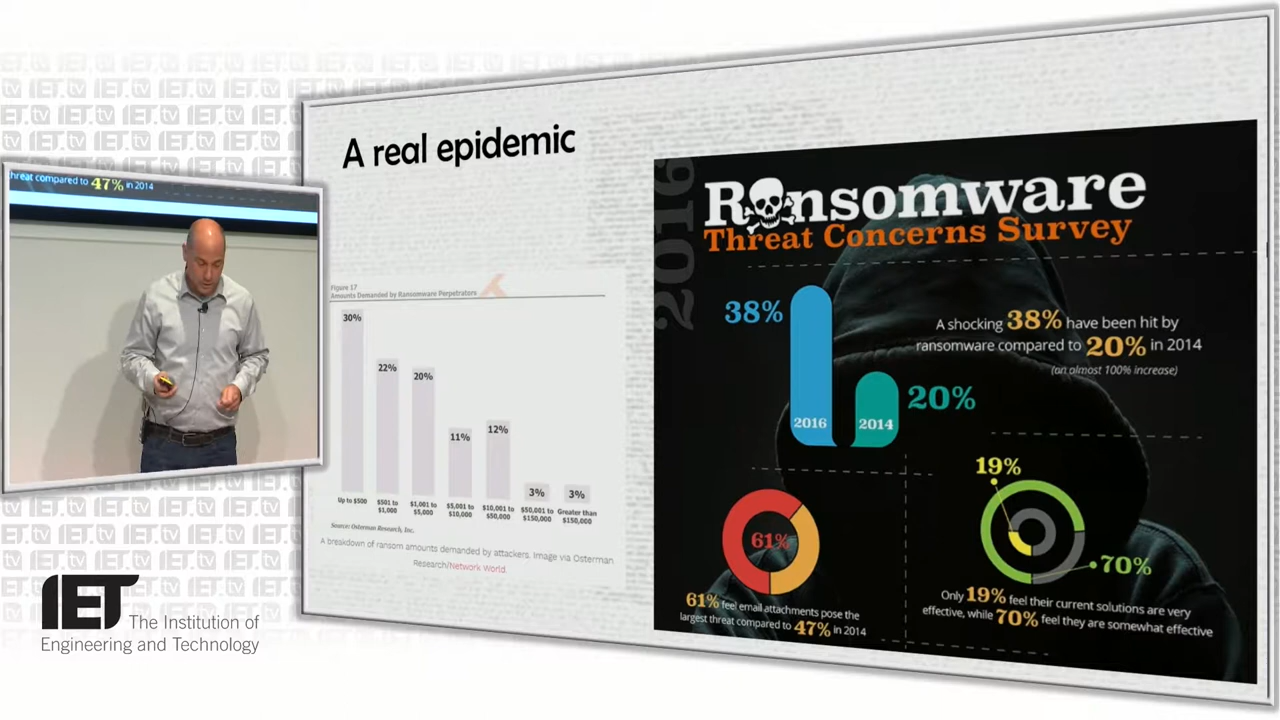 A real epidemic
threat compared to 47% in 2014
Figure 17
Amounts Demanded by Ransomware Perpetrators
30%
22%
20%
11%
12%
3%
3%
Up to $500
$501 to
$1,000
$1,001 to
$5,000
$5,001 to
$10,000
$10,001 to
$50,000
$50,001 to
$150,000
Greater than
$150,000
Source: Osterman Research, Inc.
A breakdown of ransom amounts demanded by attackers. Image via Osterman
Research/Network World.
2016
Ransomware
Threat Concerns Survey
38%
2016
2014
20%
A shocking 38% have been hit by
ransomware compared to 20% in 2014
(an almost 100% increase)
61%
61% feel email attachments pose the
largest threat compared to 47% in 2014
19%
70%
Only 19% feel their current solutions are very
effective, while 70% feel they are somewhat effective
IET The Institution of
Engineering and Technology
IET.tv